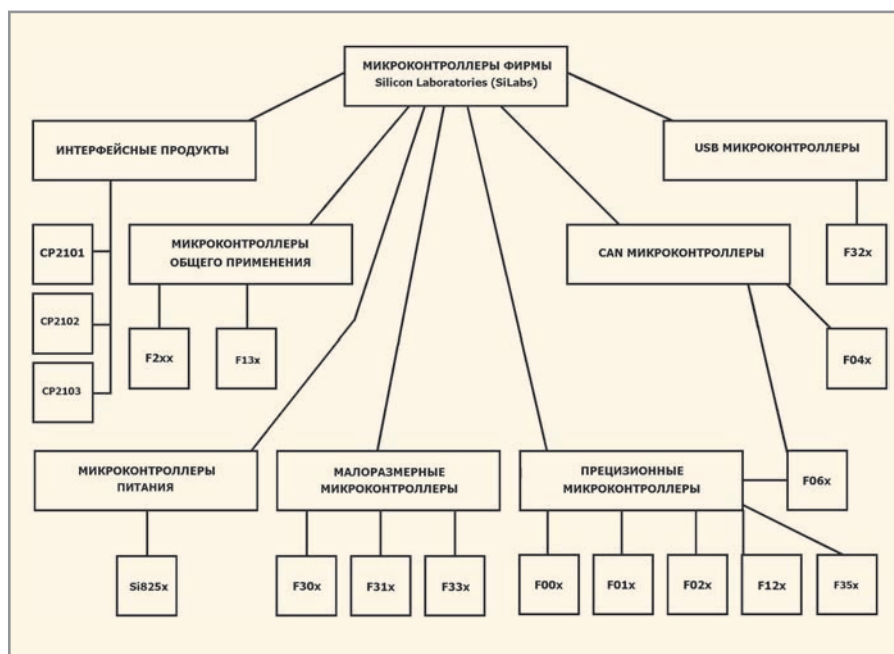 МИКРОКОНТРОЛЛЕРЫ ФИРМЫ
Silicon Laboratories (SiLabs)
ИНТЕРФЕЙСНЫЕ ПРОДУКТЫ
USB МИКРОКОНТРОЛЛЕРЫ
CP2101
CP2102
CP2103
МИКРОКОНТРОЛЛЕРЫ
ОБЩЕГО ПРИМЕНЕНИЯ
F2xx
F13x
CAN МИКРОКОНТРОЛЛЕРЫ
F32x
F04x
F06x
МИКРОКОНТРОЛЛЕРЫ
ПИТАНИЯ
Si825x
МАЛОРАЗМЕРНЫЕ
МИКРОКОНТРОЛЛЕРЫ
F30x
F31x
F33x
ПРЕЦИЗИОННЫЕ
МИКРОКОНТРОЛЛЕРЫ
F00x
F01x
F02x
F12x
F35x